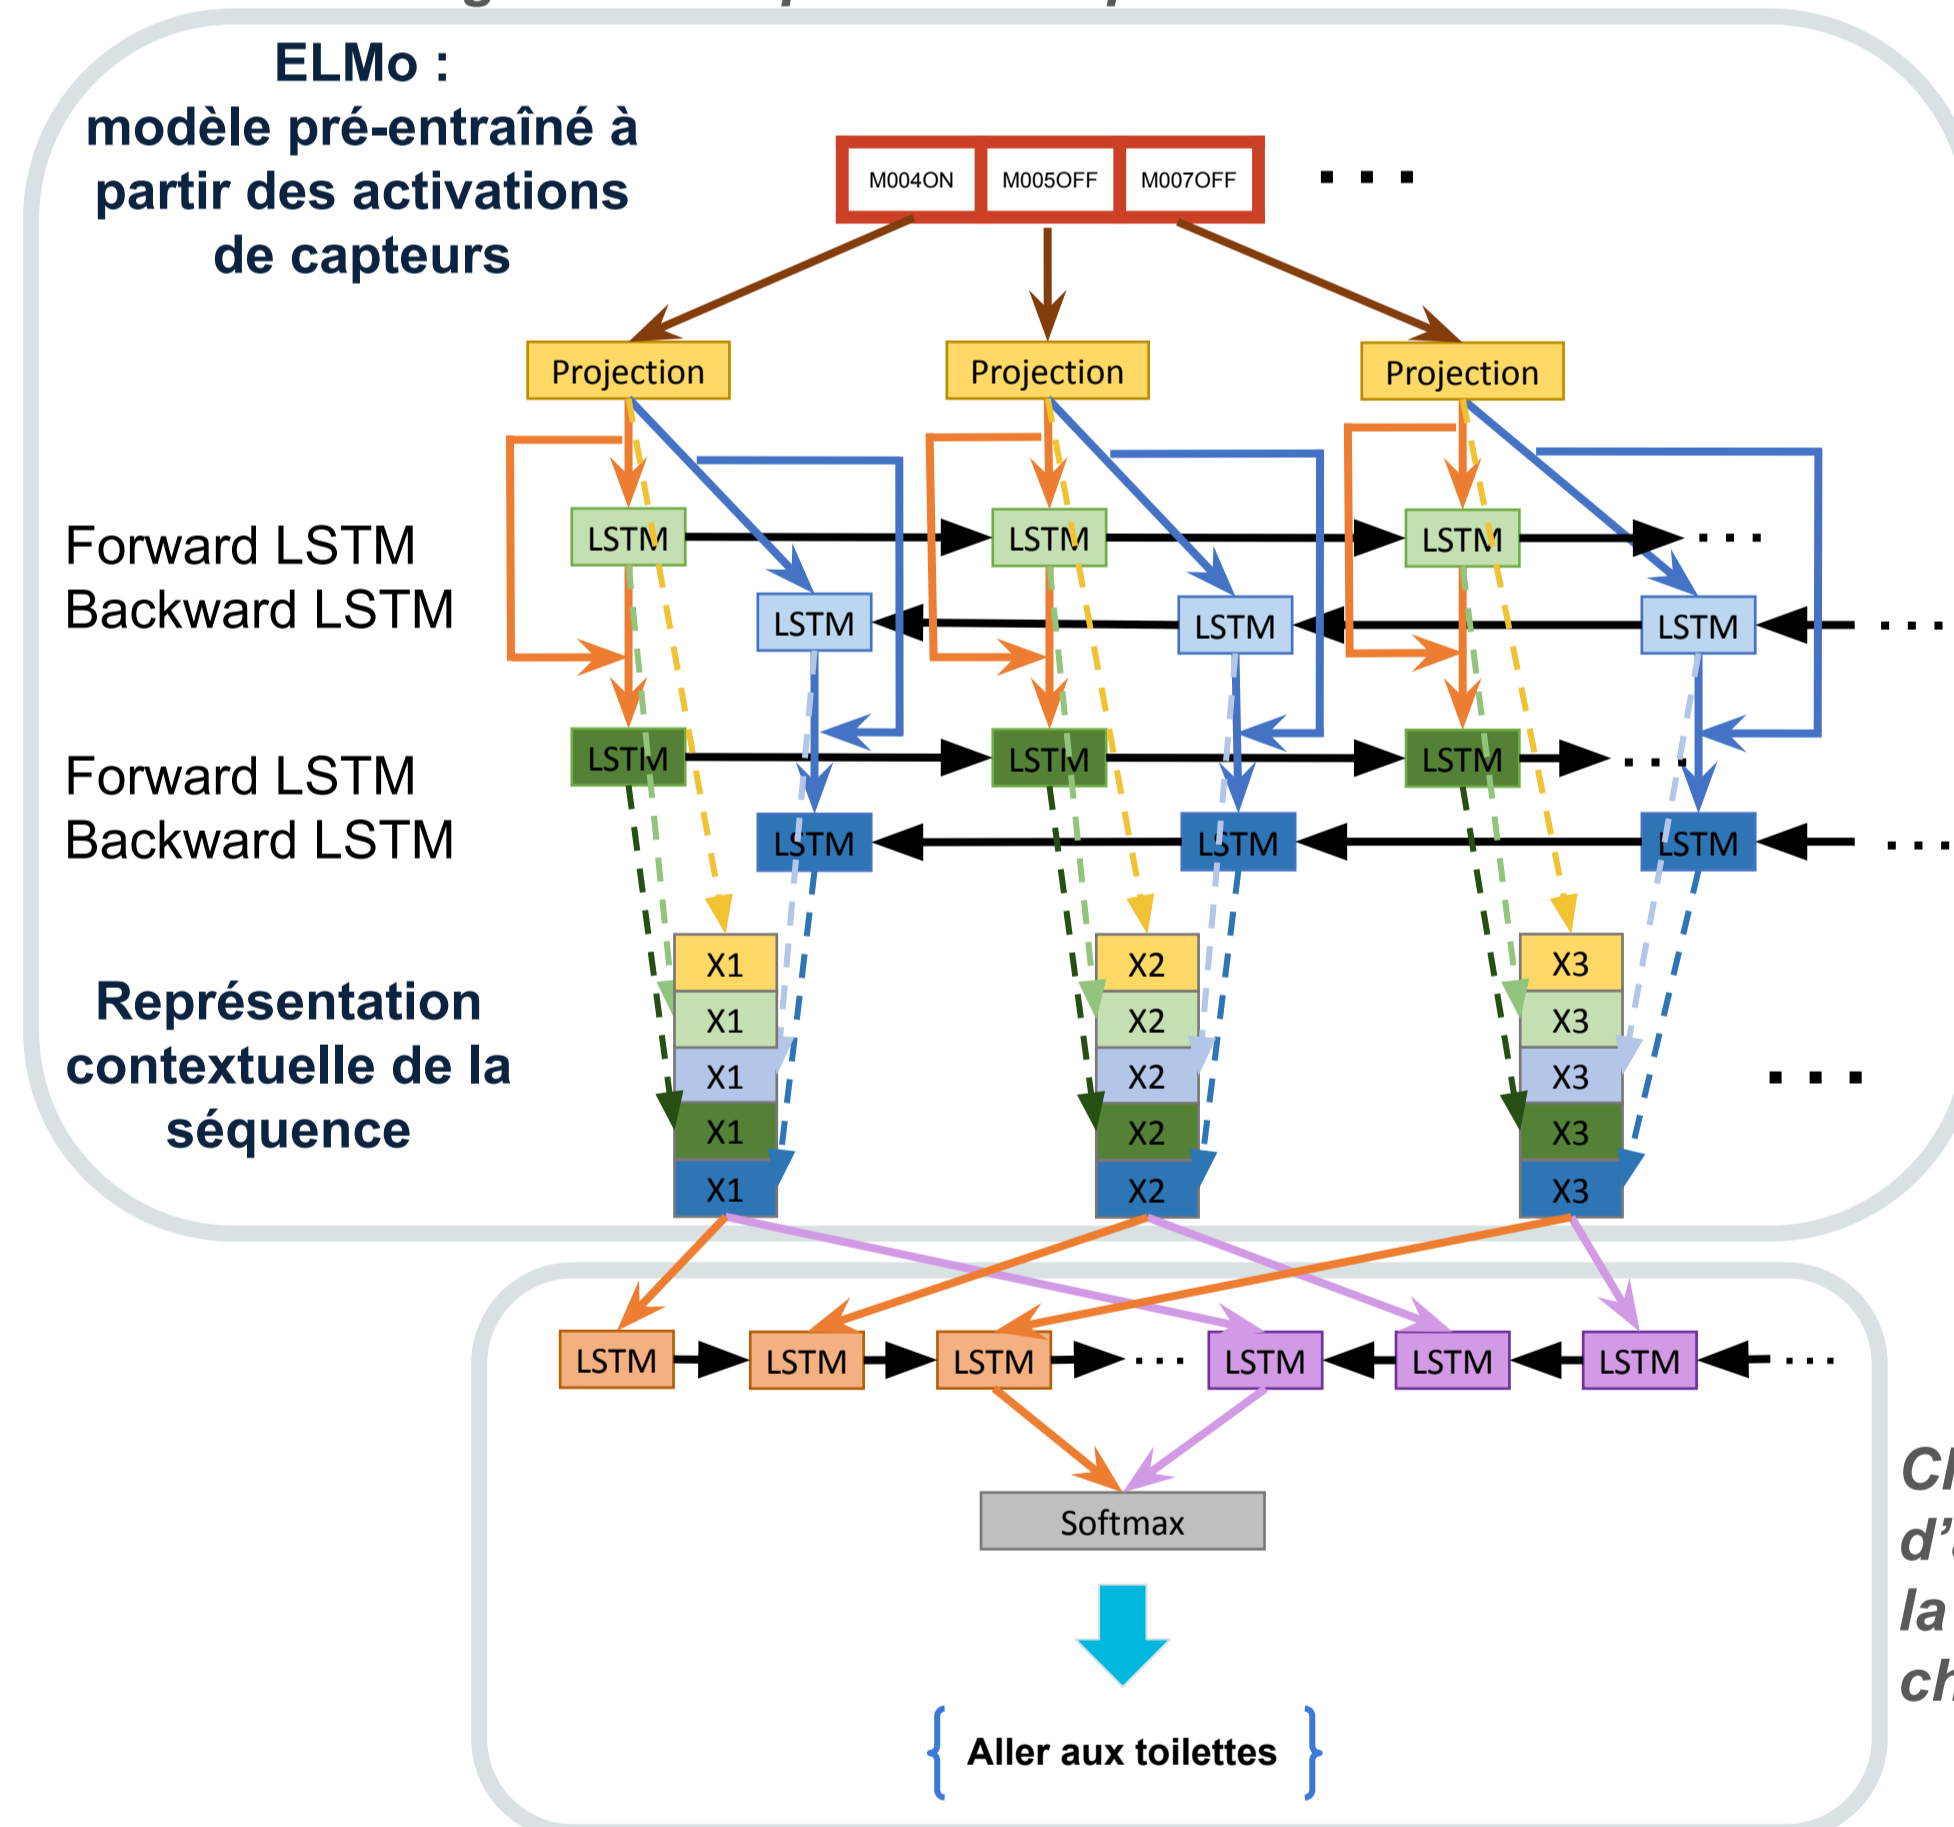 ELMo :
modèle pré-entraîné à
partir des activations
de capteurs
M004ON M005OFF M007OFF ...
Projection Projection Projection
Forward LSTM
LSTM LSTM LSTM ...
Backward LSTM
LSTM LSTM LSTM ...
Forward LSTM
LSTM LSTM LSTM ...
Backward LSTM
LSTM LSTM LSTM ...
Représentation
contextuelle de la
séquence
X1 X2 X3
X1 X2 X3
X1 X2 X3 ...
X1 X2 X3
X1 X2 X3
LSTM LSTM LSTM ... LSTM LSTM LSTM ...
Softmax
d'
la
ch
Aller aux toilettes